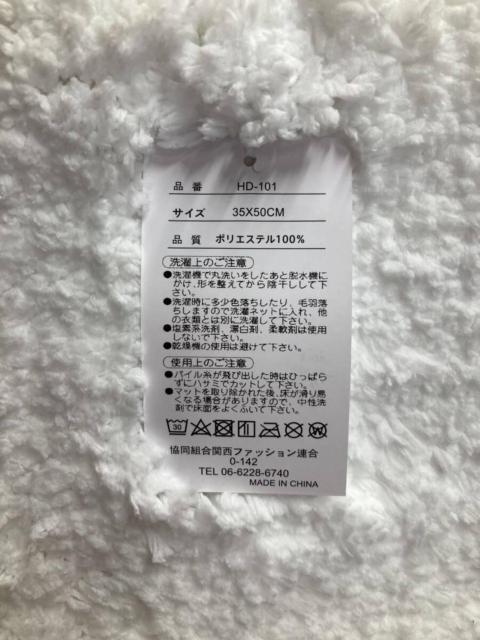 品番 HD-101
サイズ 35X50CM
品質 ポリエステル100%
洗濯上のご注意
●洗濯機で丸洗いをしたあと脱水機に
かけ､形を整えてから陰干しして下
さい。
●洗濯時に多少色落ちしたり､毛羽落
ちしますので洗濯ネットに入れ､他
の衣類とは別に洗濯して下さい。
●塩素系洗剤、漂白剤、柔軟剤は使用
しないで下さい。
●乾燥機の使用は避けて下さい。
使用上のご注意
●パイル糸が飛び出した時はひっぱら
ずにハサミでカットして下さい。
●マットを取り除かれた後､床が滑り易
くなる場合がありますので、中性洗
剤で床面をよくふいて下さい。
30
W
協同組合関西ファッション連合
0-142
TEL 06-6228-6740
MADE IN CHINA